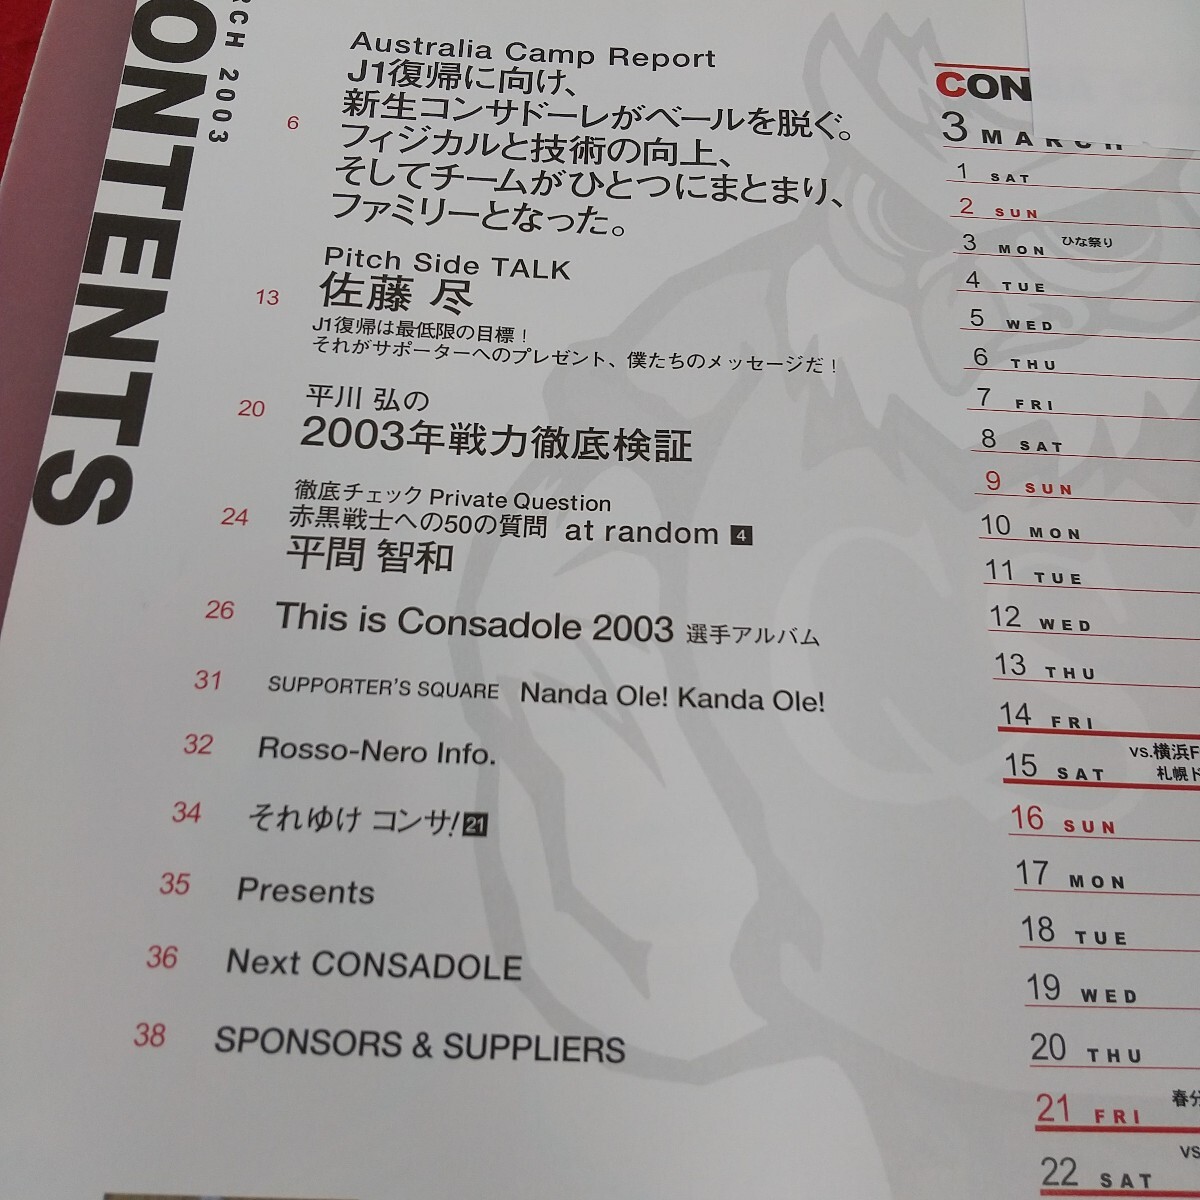 MARCH 2003
CONTENTS
6
Australia Camp Report
J1復帰に向け、
新生コンサドーレがベールを脱ぐ。
フィジカルと技術の向上、
そしてチームがひとつにまとまり、
ファミリーとなった。
13
Pitch Side TALK
佐藤 尽
J1復帰は最低限の目標！
それがサポーターへのプレゼント、僕たちのメッセージだ！
20
平川 弘の
2003年戦力徹底検証
24
徹底チェック Private Question
赤黒戦士への50の質問 at random 4
平間 智和
26 This is Consadole 2003 選手アルバム
31 SUPPORTER'S SQUARE Nanda Ole! Kanda Ole!
32 Rosso-Nero Info.
34 それゆけ コンサ! 21
35 Presents
36 Next CONSADOLE
38 SPONSORS & SUPPLIERS
CON
3 MARCH
1 SAT
2 SUN
3 MON ひな祭り
4 TUE
5 WED
6 THU
7 FRI
8 SAT
9 SUN
10 MON
11 TUE
12 WED
13 THU
14 FRI
15 SAT vs.横浜F
札幌ド
16 SUN
17 MON
18 TUE
19 WED
20 THU
21 FRI 春分
22 SAT vs